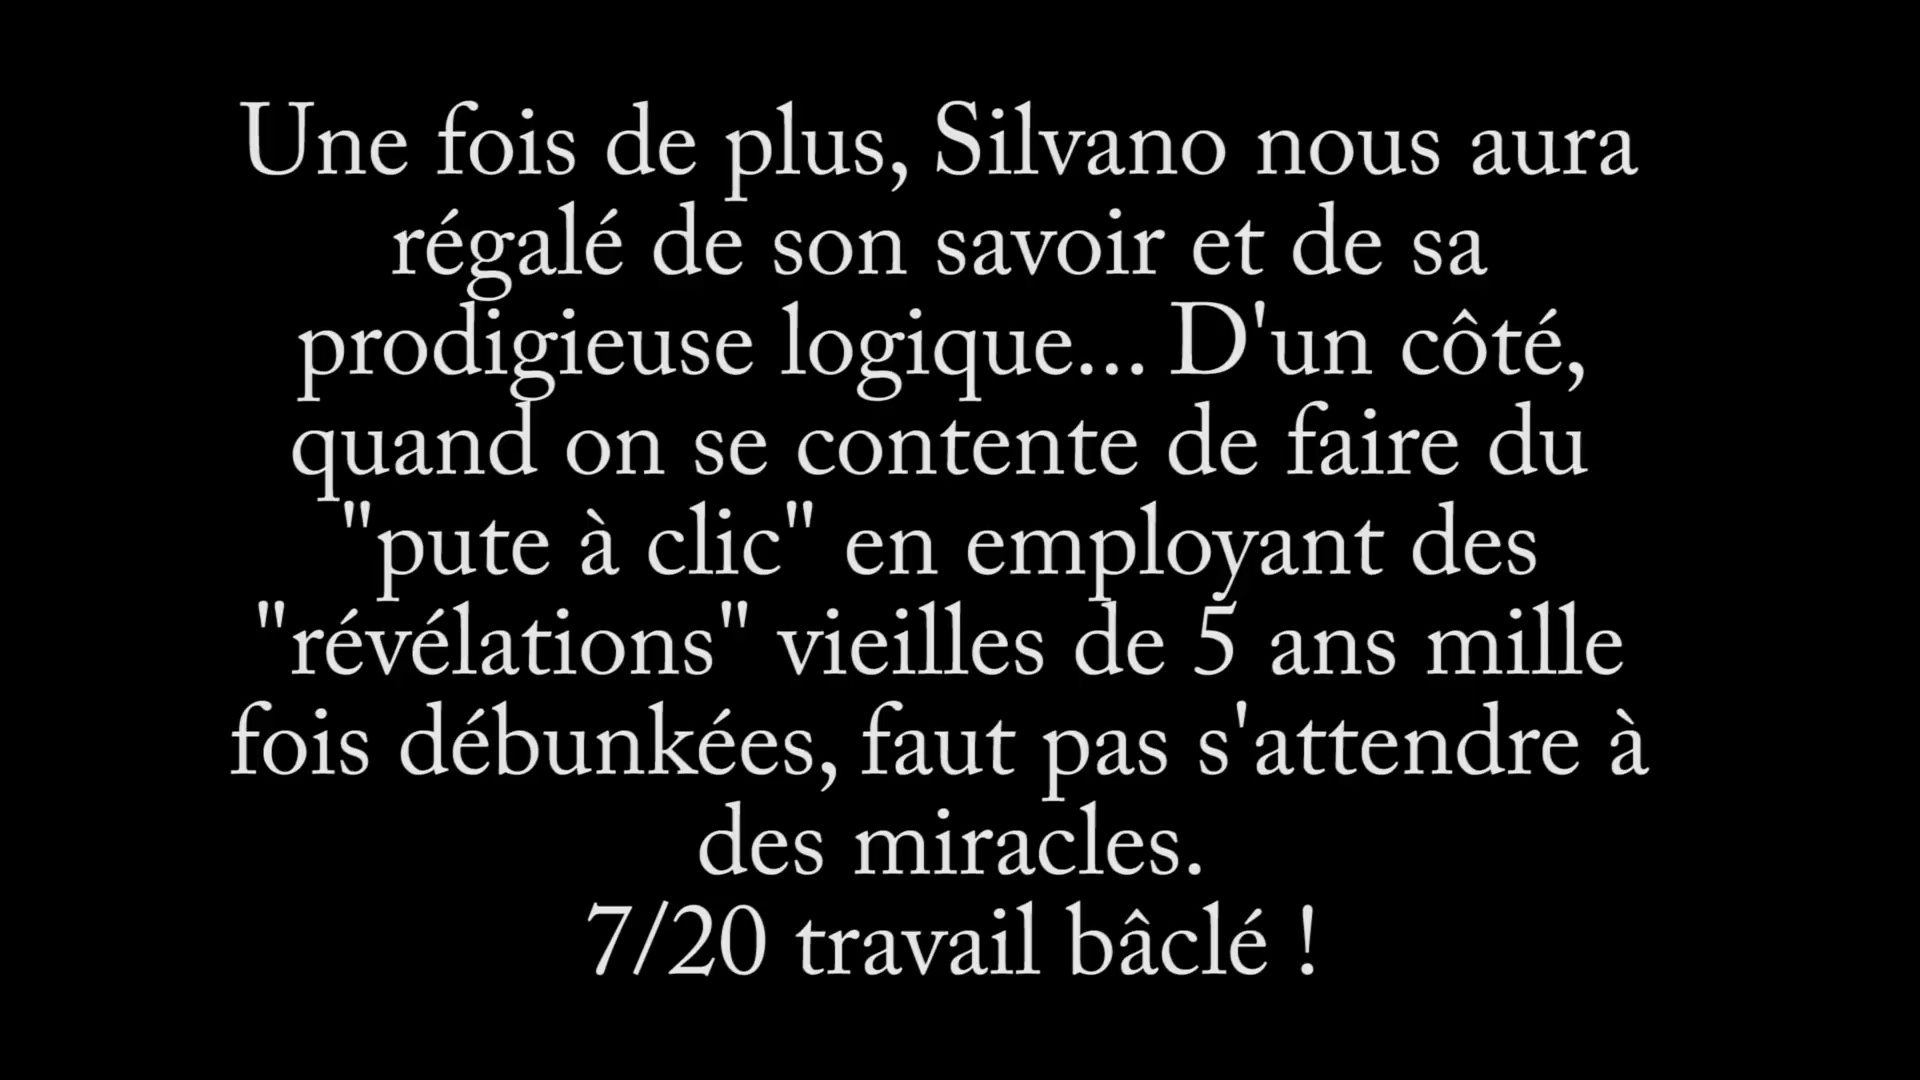 Une fois de plus, Silvano nous aura
régalé de son savoir et de sa
prodigieuse logique... D'un côté,
quand on se contente de faire du
"pute à clic" en employant des
"révélations" vieilles de 5 ans mille
fois débunkées, faut pas s'attendre à
des miracles.
7/20 travail bâclé !